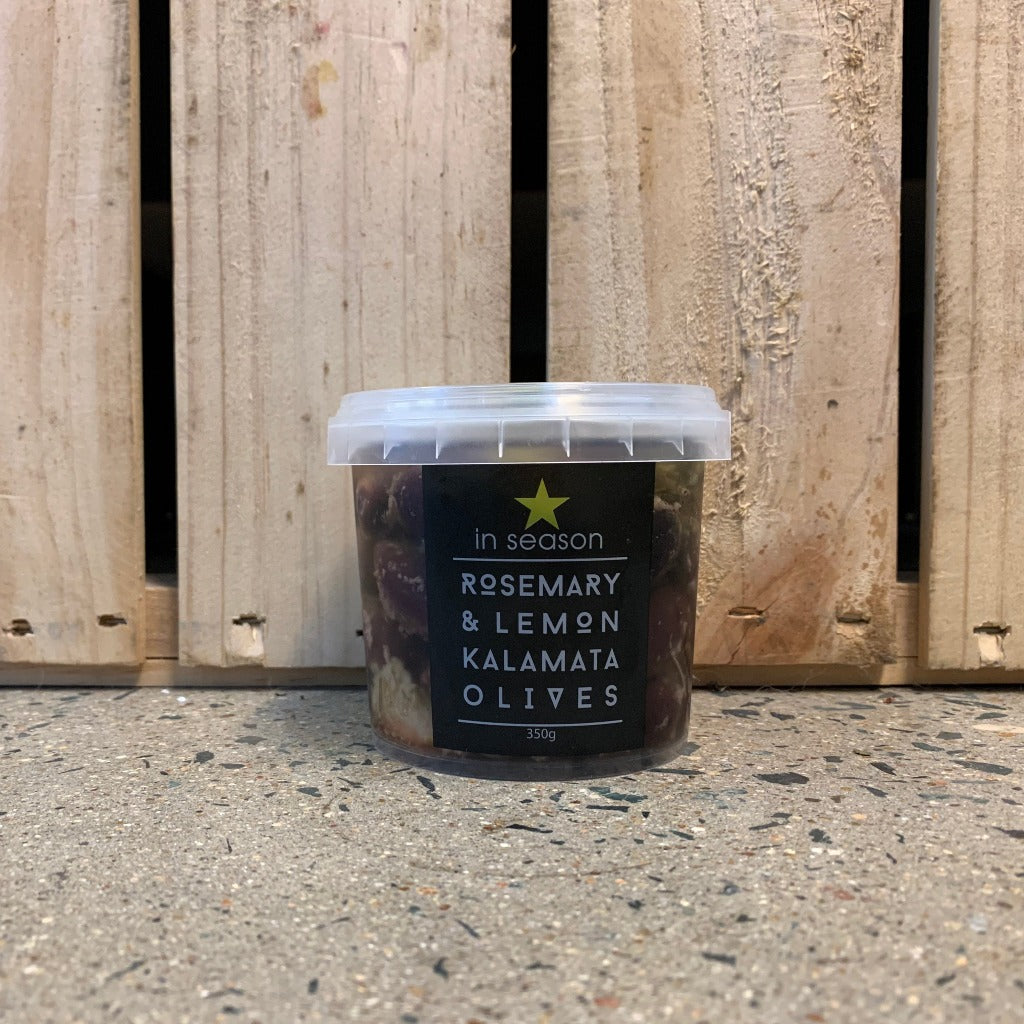 in season
ROSEMARY
& LEMON
KALAMATA
OLIVES
350g